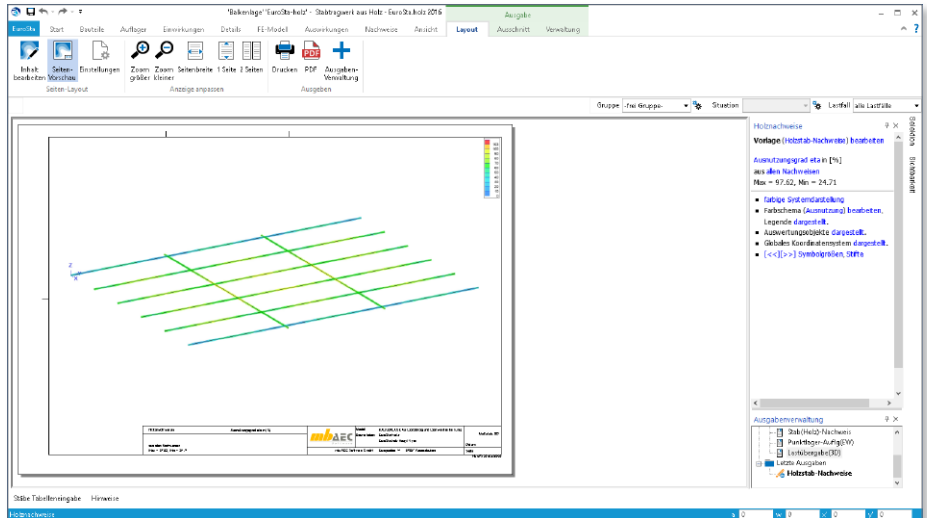 'Balkenlage' 'EuroSta-holz' - Stabtragwerk aus Holz - EuroSta.holz 2016
Ausgabe
EuroSta Start Bauteile Auflager Einwirkungen Details FE-Modell Auswirkungen Nachweise Ansicht Layout Ausschnitt Verwaltung
Inhalt bearbeiten
Seiten-Vorschau
Einstellungen
Zoom größer
Zoom kleiner
Seitenbreite
1 Seite
2 Seiten
Drucken
PDF
Ausgaben-Verwaltung
Seiten-Layout
Anzeige anpassen
Ausgaben
Gruppe -frei Gruppe- Situation Lastfall alle Lastfälle
Holznachweise
Vorlage (Holzstab-Nachweise) bearbeiten
Ausnutzungsgrad eta in [%]
aus allen Nachweisen
Max = 97.62, Min = 24.71
farbige Systemdarstellung
Farbschema (Ausnutzung) bearbeiten,
Legende dargestellt.
Auswertungsobjekte dargestellt.
Globales Koordinatensystem dargestellt.
[<<][>>] Symbolgrößen, Stifte
Selektion
Sichtbarkeit
Z
mb AEC
Ausgabenverwaltung
Stab(Holz)-Nachweis
Punktlager-Auflg(EW)
Lastübergabe(3D)
Letzte Ausgaben
Holzstab-Nachweise
Stäbe Tabelleneingabe Hinweise
Holznachweise